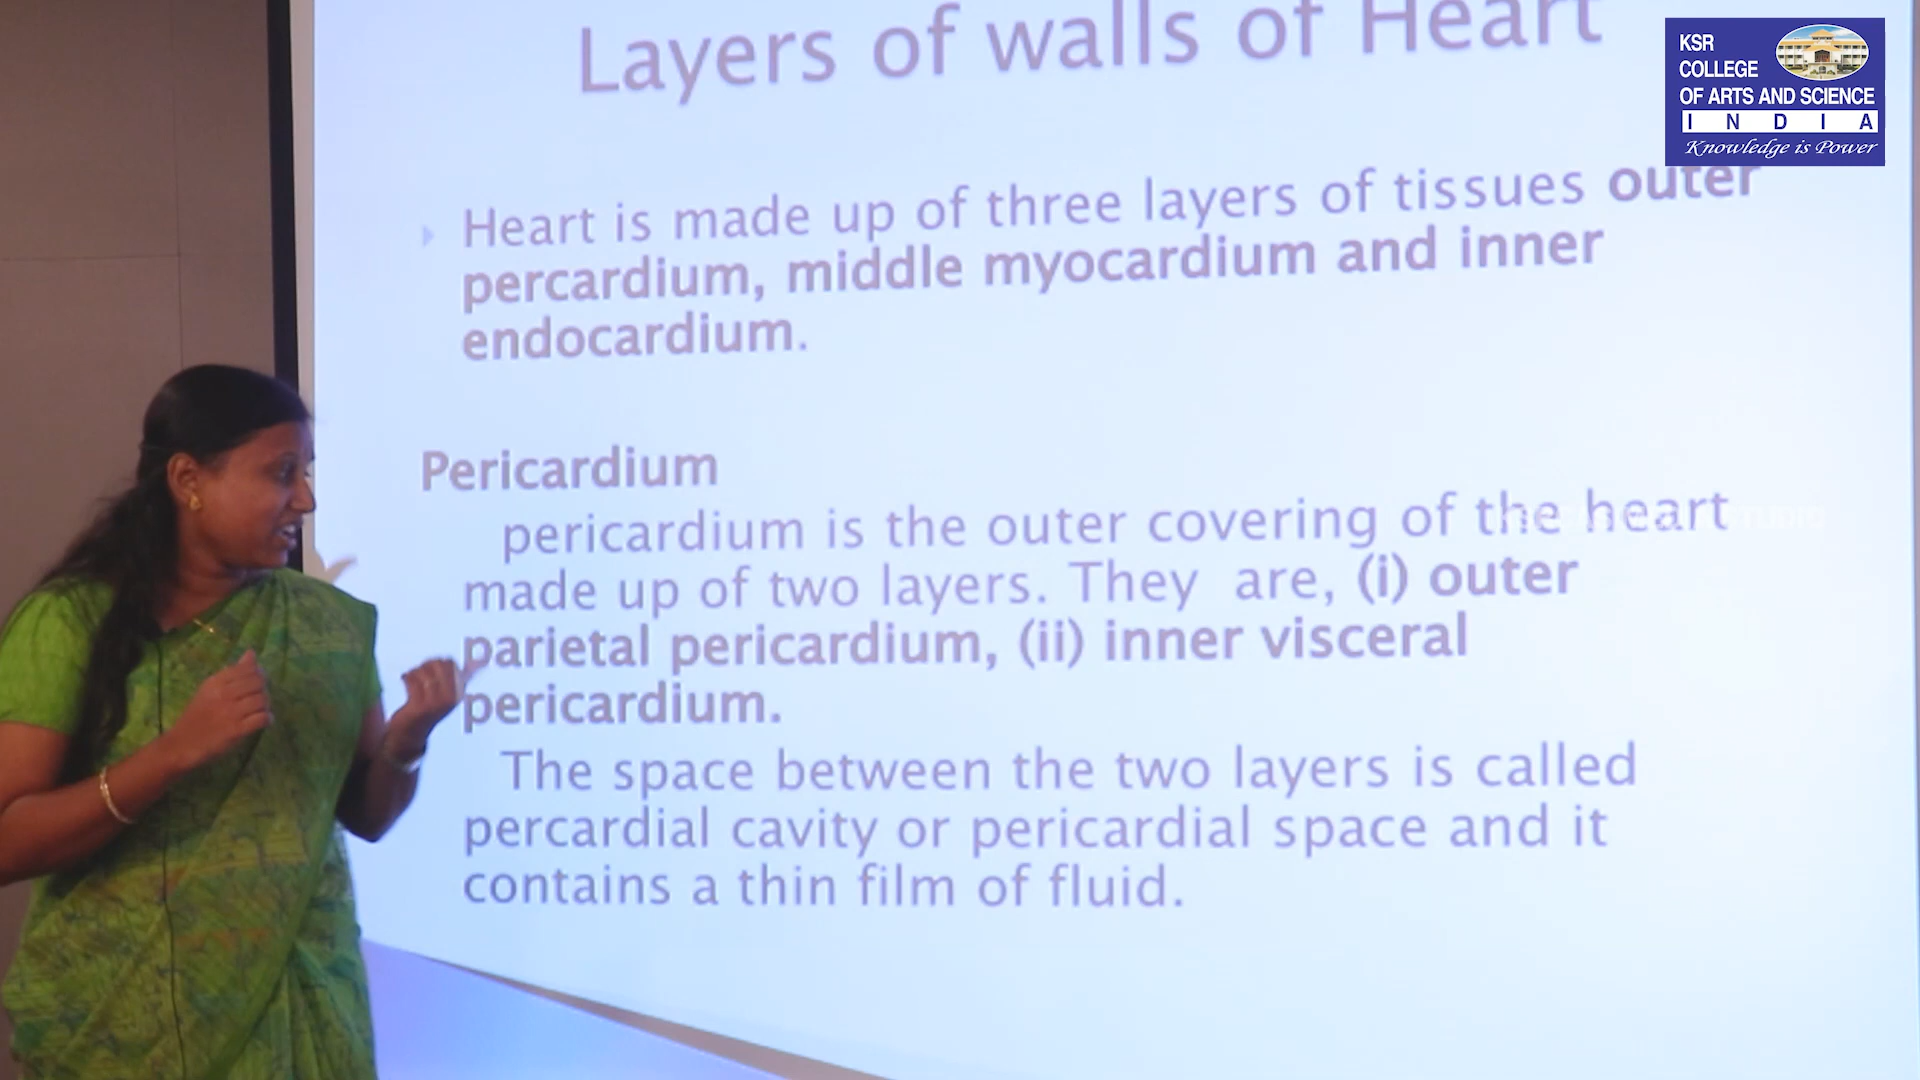 Layers of walls of Heart
KSR
COLLEGE
OF ARTS AND SCIENCE
INDIA
Knowledge is Power
Heart is made up of three layers of tissues outer
percardium, middle myocardium and inner
endocardium.
Pericardium
pericardium is the outer covering of the heart
made up of two layers. They are, (i) outer
parietal pericardium, (ii) inner visceral
pericardium.
The space between the two layers is called
percardial cavity or pericardial space and it
contains a thin film of fluid.